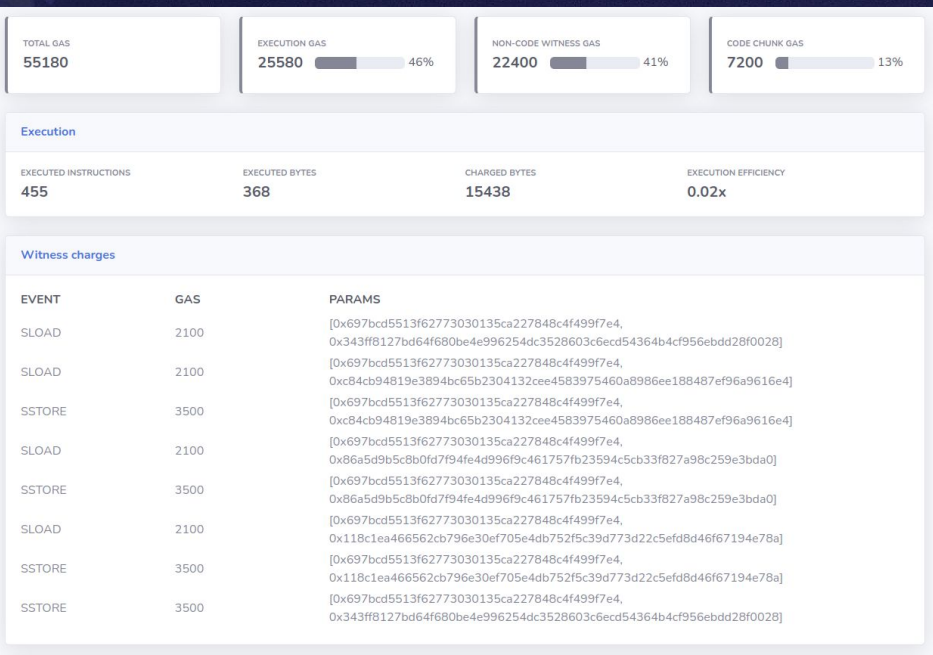 TOTAL GAS
55180
EXECUTION GAS
25580 46%
NON-CODE WITNESS GAS
22400 41%
CODE CHUNK GAS
7200 13%
Execution
EXECUTED INSTRUCTIONS
455
EXECUTED BYTES
368
CHARGED BYTES
15438
EXECUTION EFFICIENCY
0.02x
Witness charges
EVENT GAS PARAMS
SLOAD 2100 [0x697bcd5513f62773030135ca227848c4f499f7e4,
0x343ff8127bd64f680be4e996254dc3528603c6ecd54364b4cf956ebdd28f0028]
SLOAD 2100 [0x697bcd5513f62773030135ca227848c4f499f7e4,
0xc84cb94819e3894bc65b2304132cee4583975460a8986ee188487ef96a9616e4]
SSTORE 3500 [0x697bcd5513f62773030135ca227848c4f499f7e4,
0xc84cb94819e3894bc65b2304132cee4583975460a8986ee188487ef96a9616e4]
SLOAD 2100 [0x697bcd5513f62773030135ca227848c4f499f7e4,
0x86a5d9b5c8b0fd7f94fe4d996f9c461757fb23594c5cb33f827a98c259e3bda0]
SSTORE 3500 [0x697bcd5513f62773030135ca227848c4f499f7e4,
0x86a5d9b5c8b0fd7f94fe4d996f9c461757fb23594c5cb33f827a98c259e3bda0]
SLOAD 2100 [0x697bcd5513f62773030135ca227848c4f499f7e4,
0x118c1ea466562cb796e30ef705e4db752f5c39d773d22c5efd8d46f67194e78a]
SSTORE 3500 [0x697bcd5513f62773030135ca227848c4f499f7e4,
0x118c1ea466562cb796e30ef705e4db752f5c39d773d22c5efd8d46f67194e78a]
SSTORE 3500 [0x697bcd5513f62773030135ca227848c4f499f7e4,
0x343ff8127bd64f680be4e996254dc3528603c6ecd54364b4cf956ebdd28f0028]